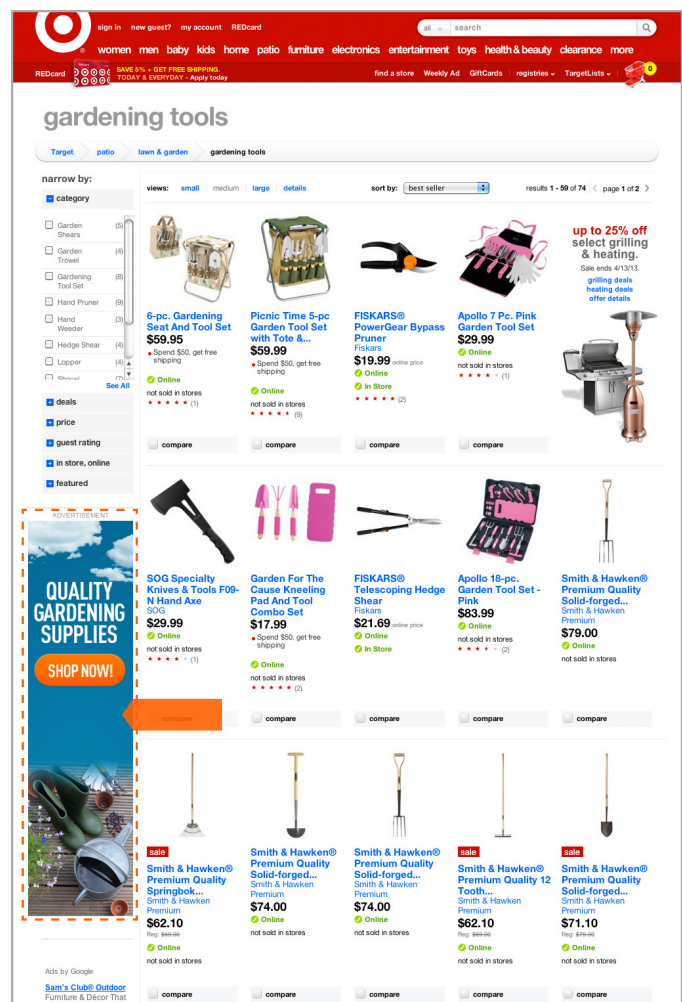 sign in new guest? my account REDcard
all search
women men baby kids home patio furniture electronics entertainment toys health & beauty clearance more
REDcard
SAVE 5% + GET FREE SHIPPING.
TODAY & EVERYDAY - Apply today
find a store Weekly Ad GiftCards registries TargetLists 0
gardening tools
Target patio lawn & garden gardening tools
narrow by:
category
Garden Shears (5)
Garden Trowel (4)
Gardening Tool Set (8)
Hand Pruner (9)
Hand Weeder (3)
Hedge Shear (4)
Lopper (4)
Shovel (7)
See All
deals
price
guest rating
in store, online
featured
views: small medium large details
sort by: best seller
results 1 - 59 of 74 page 1 of 2
6-pc. Gardening
Seat And Tool Set
$59.95
Spend $50, get free
shipping
Online
not sold in stores
(1)
compare
Picnic Time 5-pc
Garden Tool Set
with Tote &...
$59.99
Spend $50, get free
shipping
Online
not sold in stores
(9)
compare
FISKARS®
PowerGear Bypass
Pruner
Fiskars
$19.99 online price
Online
In Store
(2)
compare
Apollo 7 Pc. Pink
Garden Tool Set
$29.99
Online
not sold in stores
(1)
compare
up to 25% off
select grilling
& heating.
Sale ends 4/13/13.
grilling deals
heating deals
offer details
SOG Specialty
Knives & Tools F09-
N Hand Axe
SOG
$29.99
Online
not sold in stores
(1)
compare
Garden For The
Cause Kneeling
Pad And Tool
Combo Set
$17.99
Spend $50, get free
shipping
Online
not sold in stores
(2)
compare
FISKARS®
Telescoping Hedge
Shear
Fiskars
$21.69 online price
Online
In Store
compare
Apollo 18-pc.
Garden Tool Set -
Pink
$83.99
Online
not sold in stores
(2)
compare
Smith & Hawken®
Premium Quality
Solid-forged...
Smith & Hawken
Premium
$79.00
Online
not sold in stores
compare
ADVERTISEMENT
QUALITY
GARDENING
SUPPLIES
SHOP NOW!
sale
Smith & Hawken®
Premium Quality
Springbok...
Smith & Hawken
Premium
$62.10
Reg: $69.00
Online
not sold in stores
compare
Smith & Hawken®
Premium Quality
Solid-forged...
Smith & Hawken
Premium
$74.00
Online
not sold in stores
compare
Smith & Hawken®
Premium Quality
Solid-forged...
Smith & Hawken
Premium
$74.00
Online
not sold in stores
compare
sale
Smith & Hawken®
Premium Quality 12
Tooth...
Smith & Hawken
Premium
$62.10
Reg: $69.00
Online
not sold in stores
compare
sale
Smith & Hawken®
Premium Quality
Solid-forged...
Smith & Hawken
Premium
$71.10
Reg: $79.00
Online
not sold in stores
compare
Ads by Google
Sam's Club® Outdoor
Furniture & Décor That